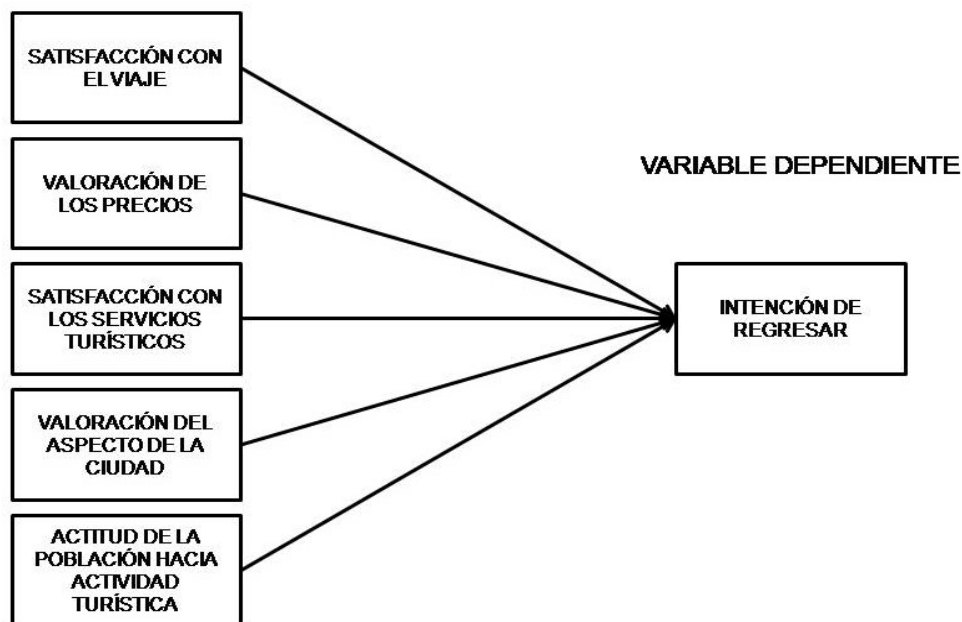 SATISFACCIÓN CON
EL VIAJE
VALORACIÓN DE
LOS PRECIOS
SATISFACCIÓN CON
LOS SERVICIOS
TURÍSTICOS
VALORACIÓN DEL
ASPECTO DE LA
CIUDAD
ACTITUD DE LA
POBLACIÓN HACIA
ACTIVIDAD
TURÍSTICA
VARIABLE DEPENDIENTE
INTENCIÓN DE
REGRESAR